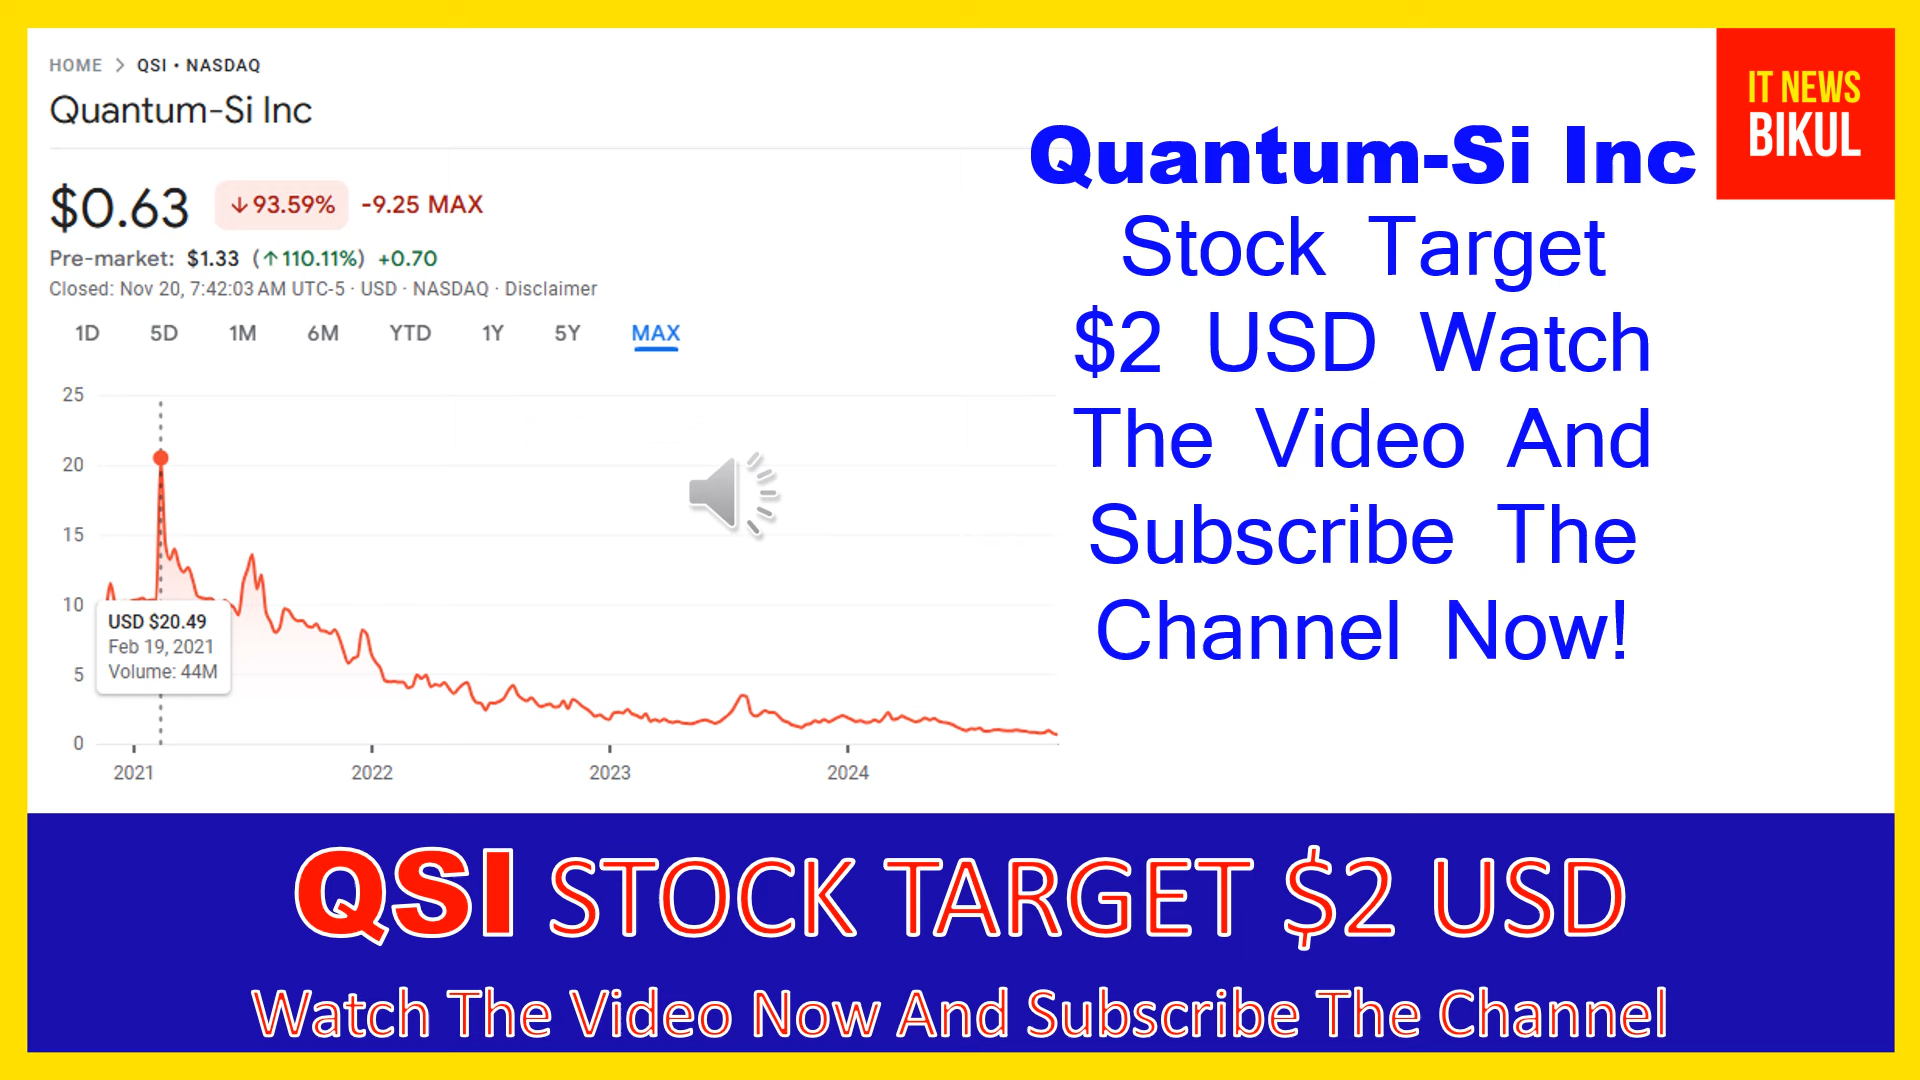 HOME > QSI • NASDAQ
Quantum-Si Inc
$0.63 ↓93.59% -9.25 MAX
Pre-market: $1.33 (↑110.11%) +0.70
Closed: Nov 20, 7:42:03 AM UTC-5 · USD · NASDAQ · Disclaimer
1D 5D 1M 6M YTD 1Y 5Y MAX
25
20
15
10
5
0
USD $20.49
Feb 19, 2021
Volume: 44M
2021 2022 2023 2024
Quantum-Si Inc
Stock Target
$2 USD Watch
The Video And
Subscribe The
Channel Now!
IT NEWS
BIKUL
QSI STOCK TARGET $2 USD
Watch The Video Now And Subscribe The Channel